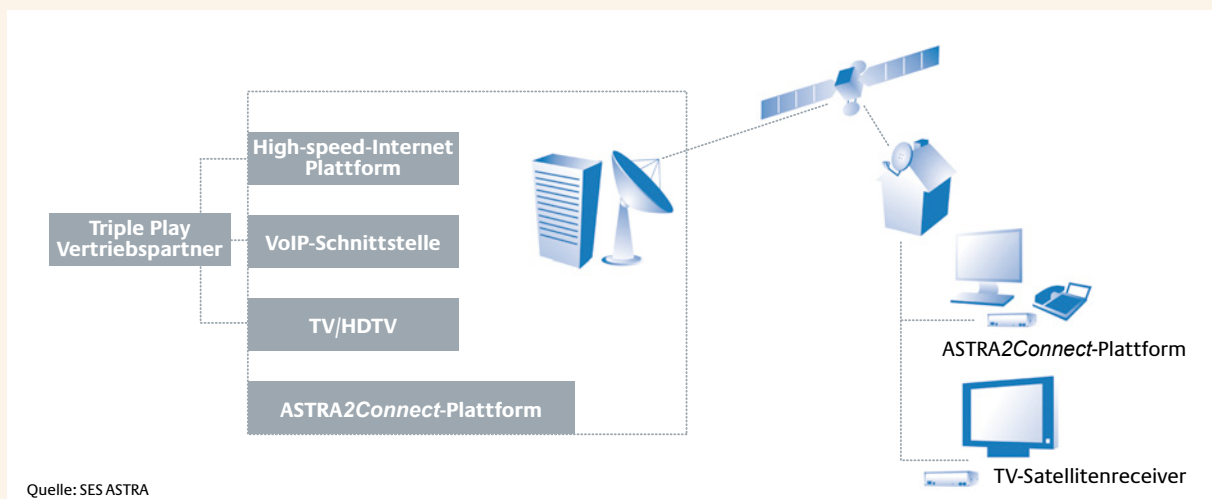 High-speed-Internet
Plattform
Triple Play
Vertriebspartner
VoIP-Schnittstelle
TV/HDTV
ASTRA2Connect-Plattform
ASTRA2Connect-Plattform
TV-Satellitenreceiver
Quelle: SES ASTRA